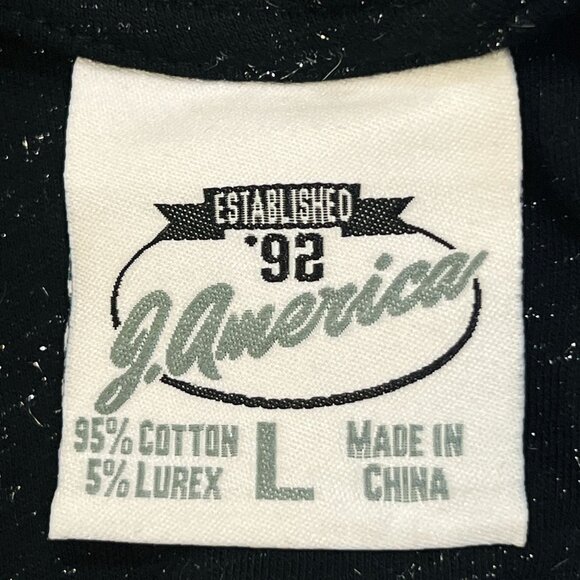 ESTABLISHED
'92
J. America
95% COTTON
5% LUREX
L
MADE IN
CHINA